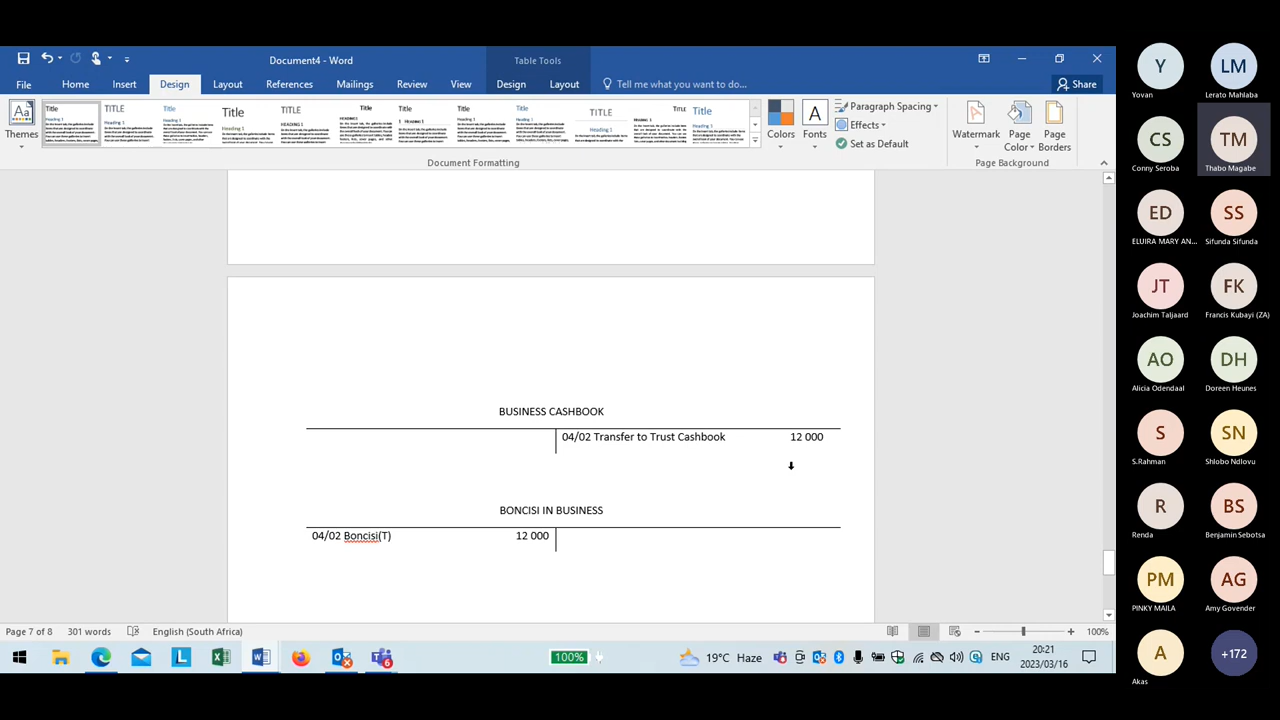 Document4 - Word
Table Tools
File
Home
Insert
Design
Layout
References
Mailings
Review
View
Design
Layout
Tell me what you want to do...
Share
Themes
Colors
Fonts
Paragraph Spacing
Effects
Set as Default
Watermark
Page Color
Page Borders
Document Formatting
Page Background
BUSINESS CASHBOOK
04/02 Transfer to Trust Cashbook 12 000
BONCISI IN BUSINESS
04/02 Boncisi(T) 12 000
Page 7 of 8
301 words
English (South Africa)
100%
100%
19°C Haze
ENG
20:21
2023/03/16
Y
Yovan
LM
Lerato Mahlaba
CS
Conny Seroba
TM
Thabo Magabe
ED
ELUIRA MARY AN...
SS
Sifunda Sifunda
JT
Joachim Taljaard
FK
Francis Kubayi (ZA)
AO
Alicia Odendaal
DH
Doreen Heunes
S
S.Rahman
SN
Shlobo Ndlovu
R
Renda
BS
Benjamin Sebotsa
PM
PINKY MAILA
AG
Amy Govender
A
Akas
+172